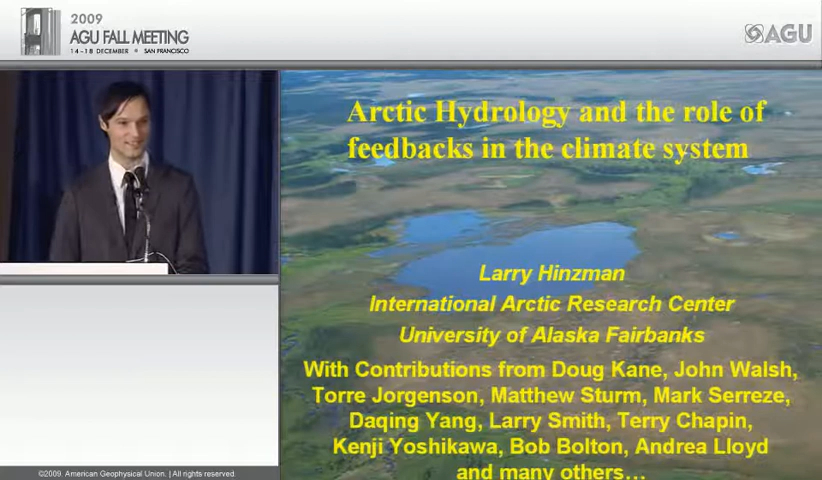 2009
AGU FALL MEETING
14-18 DECEMBER • SAN FRANCISCO
AGU
Arctic Hydrology and the role of
feedbacks in the climate system
Larry Hinzman
International Arctic Research Center
University of Alaska Fairbanks
With Contributions from Doug Kane, John Walsh,
Torre Jorgenson, Matthew Sturm, Mark Serreze,
Daqing Yang, Larry Smith, Terry Chapin,
Kenji Yoshikawa, Bob Bolton, Andrea Lloyd
and many others…
©2009. American Geophysical Union. | All rights reserved.